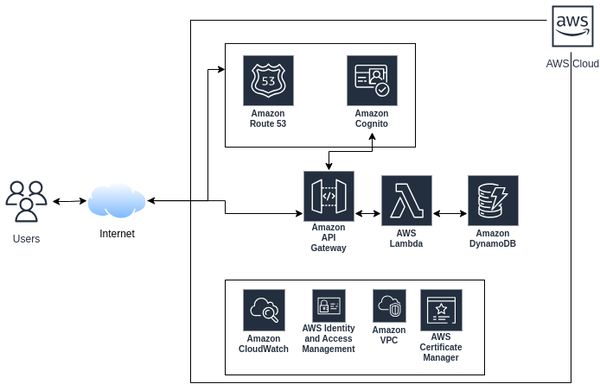 aws
AWS Cloud
53
Amazon
Route 53
Amazon
Cognito
Users
Internet
Amazon
API
Gateway
AWS
Lambda
Amazon
DynamoDB
Amazon
CloudWatch
AWS Identity
and Access
Management
Amazon
VPC
AWS
Certificate
Manager